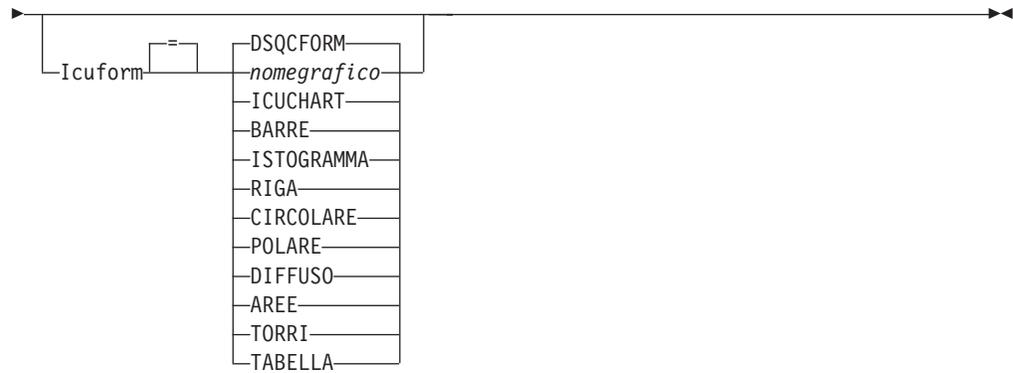 =
DSQCFORM
Icuform
nomegrafico
ICUCHART
BARRE
ISTOGRAMMA
RIGA
CIRCOLARE
POLARE
DIFFUSO
AREE
TORRI
TABELLA